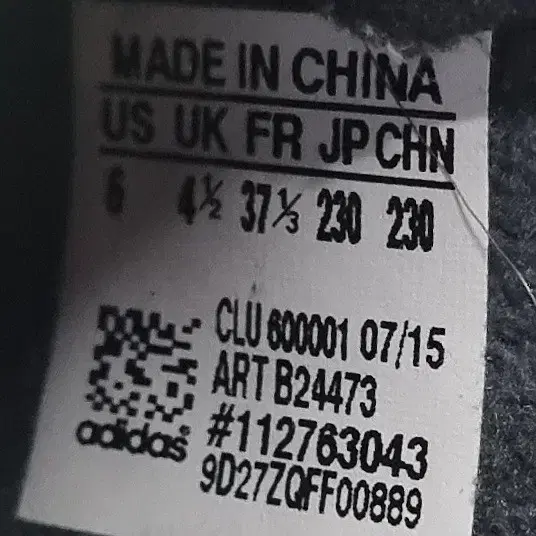 MADE IN CHINA
US UK FR JP CHN
6 4½ 37⅓ 230 230
CLU 600001 07/15
ART B24473
#112763043
adidas®
9D27ZQFF00889